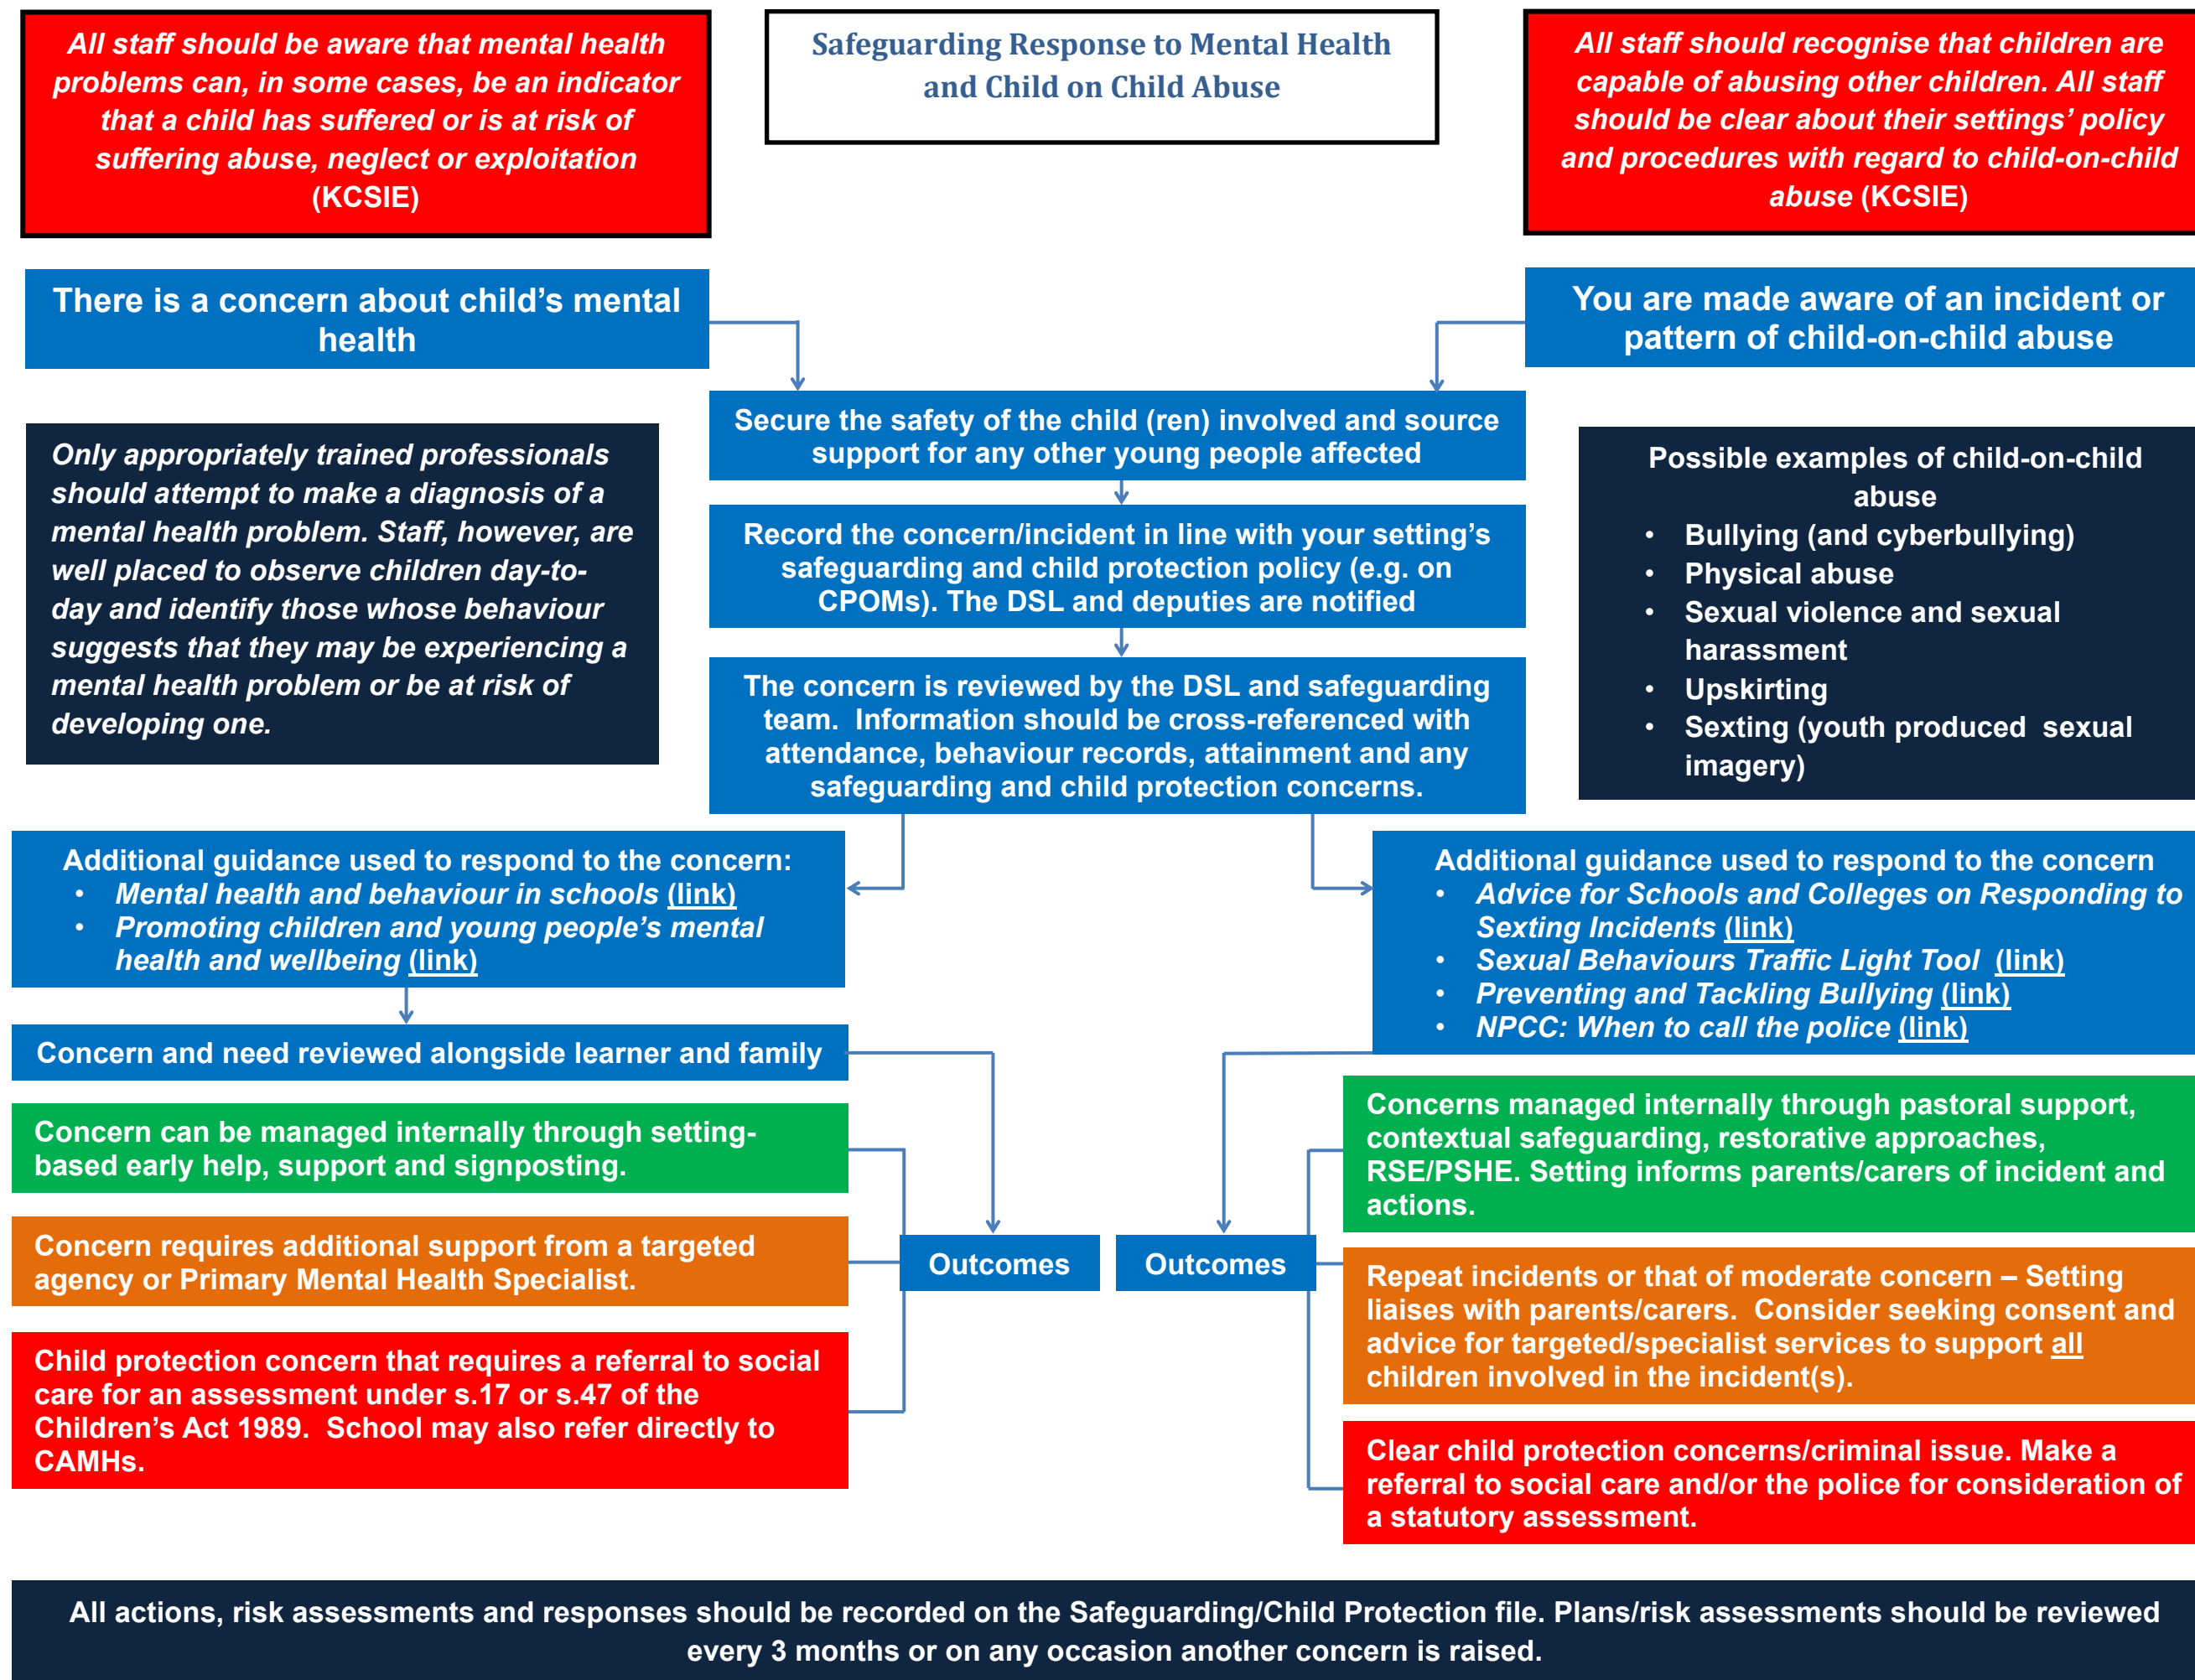 All staff should be aware that mental health
problems can, in some cases, be an indicator
that a child has suffered or is at risk of
suffering abuse, neglect or exploitation
(KCSIE)
Safeguarding Response to Mental Health
and Child on Child Abuse
All staff should recognise that children are
capable of abusing other children. All staff
should be clear about their settings’ policy
and procedures with regard to child-on-child
abuse (KCSIE)
There is a concern about child’s mental
health
You are made aware of an incident or
pattern of child-on-child abuse
Secure the safety of the child (ren) involved and source
support for any other young people affected
Only appropriately trained professionals
should attempt to make a diagnosis of a
mental health problem. Staff, however, are
well placed to observe children day-to-
day and identify those whose behaviour
suggests that they may be experiencing a
mental health problem or be at risk of
developing one.
Record the concern/incident in line with your setting’s
safeguarding and child protection policy (e.g. on
CPOMs). The DSL and deputies are notified
Possible examples of child-on-child
abuse
• Bullying (and cyberbullying)
• Physical abuse
• Sexual violence and sexual
harassment
• Upskirting
• Sexting (youth produced  sexual
imagery)
The concern is reviewed by the DSL and safeguarding
team.  Information should be cross-referenced with
attendance, behaviour records, attainment and any
safeguarding and child protection concerns.
Additional guidance used to respond to the concern:
• Mental health and behaviour in schools (link)
• Promoting children and young people’s mental
health and wellbeing (link)
Additional guidance used to respond to the concern
• Advice for Schools and Colleges on Responding to
Sexting Incidents (link)
• Sexual Behaviours Traffic Light Tool  (link)
• Preventing and Tackling Bullying (link)
• NPCC: When to call the police (link)
Concern and need reviewed alongside learner and family
Concern can be managed internally through setting-
based early help, support and signposting.
Concern requires additional support from a targeted
agency or Primary Mental Health Specialist.
Child protection concern that requires a referral to social
care for an assessment under s.17 or s.47 of the
Children’s Act 1989.  School may also refer directly to
CAMHs.
Outcomes
Outcomes
Concerns managed internally through pastoral support,
contextual safeguarding, restorative approaches,
RSE/PSHE. Setting informs parents/carers of incident and
actions.
Repeat incidents or that of moderate concern – Setting
liaises with parents/carers.  Consider seeking consent and
advice for targeted/specialist services to support all
children involved in the incident(s).
Clear child protection concerns/criminal issue. Make a
referral to social care and/or the police for consideration of
a statutory assessment.
All actions, risk assessments and responses should be recorded on the Safeguarding/Child Protection file. Plans/risk assessments should be reviewed
every 3 months or on any occasion another concern is raised.